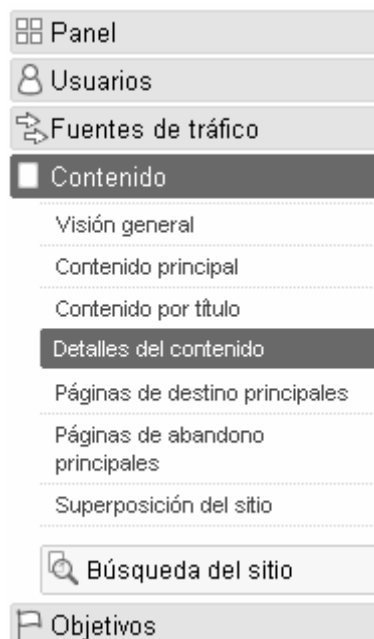 Panel
Usuarios
Fuentes de tráfico
Contenido
Visión general
Contenido principal
Contenido por título
Detalles del contenido
Páginas de destino principales
Páginas de abandono
principales
Superposición del sitio
Búsqueda del sitio
Objetivos